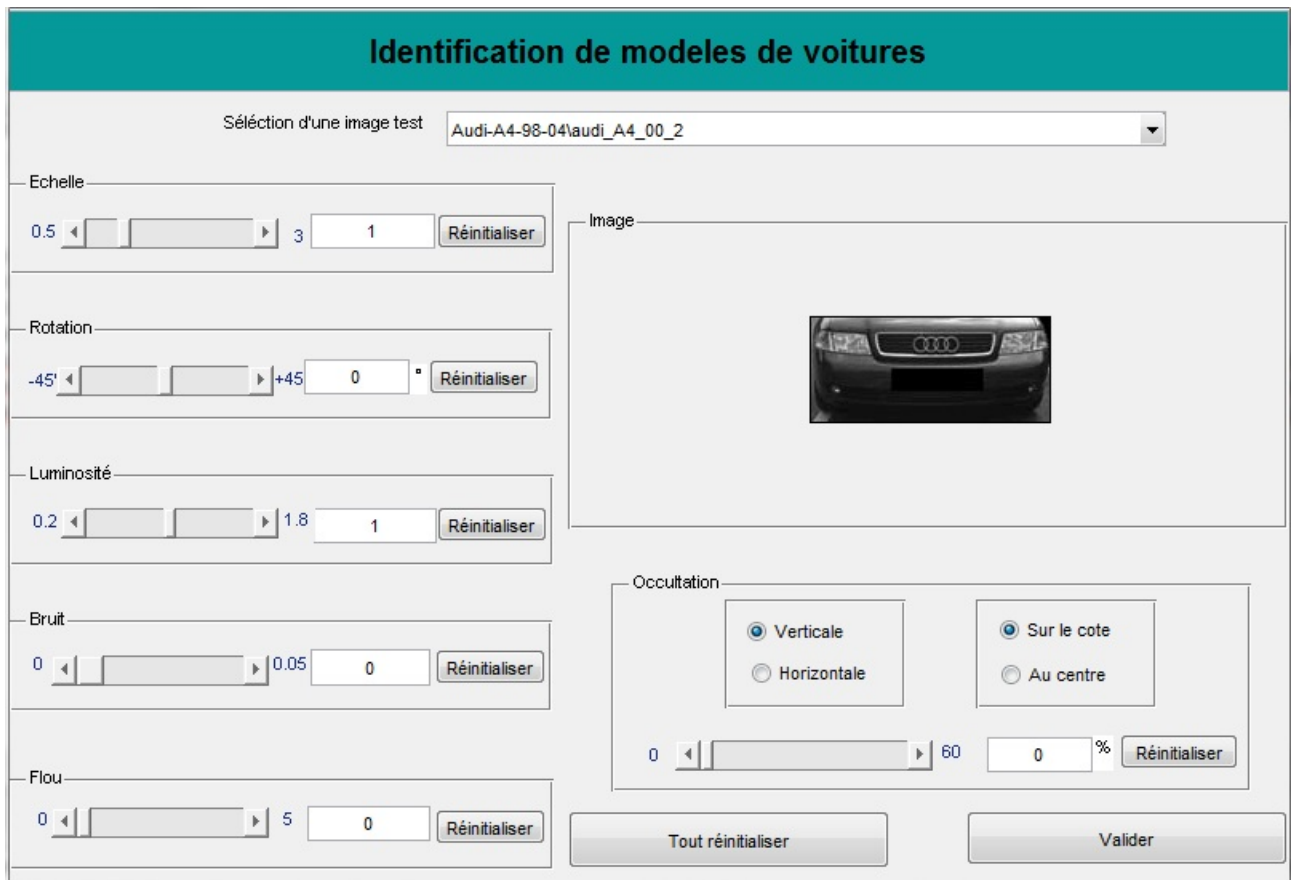 Identification de modeles de voitures
Séléction d'une image test
Audi-A4-98-04\audi_A4_00_2
Echelle
0.5 3 1 Réinitialiser
Rotation
-45' +45 0 ° Réinitialiser
Luminosité
0.2 1.8 1 Réinitialiser
Bruit
0 0.05 0 Réinitialiser
Flou
0 5 0 Réinitialiser
Image
Occultation
Verticale
Horizontale
Sur le cote
Au centre
0 60 0 % Réinitialiser
Tout réinitialiser
Valider